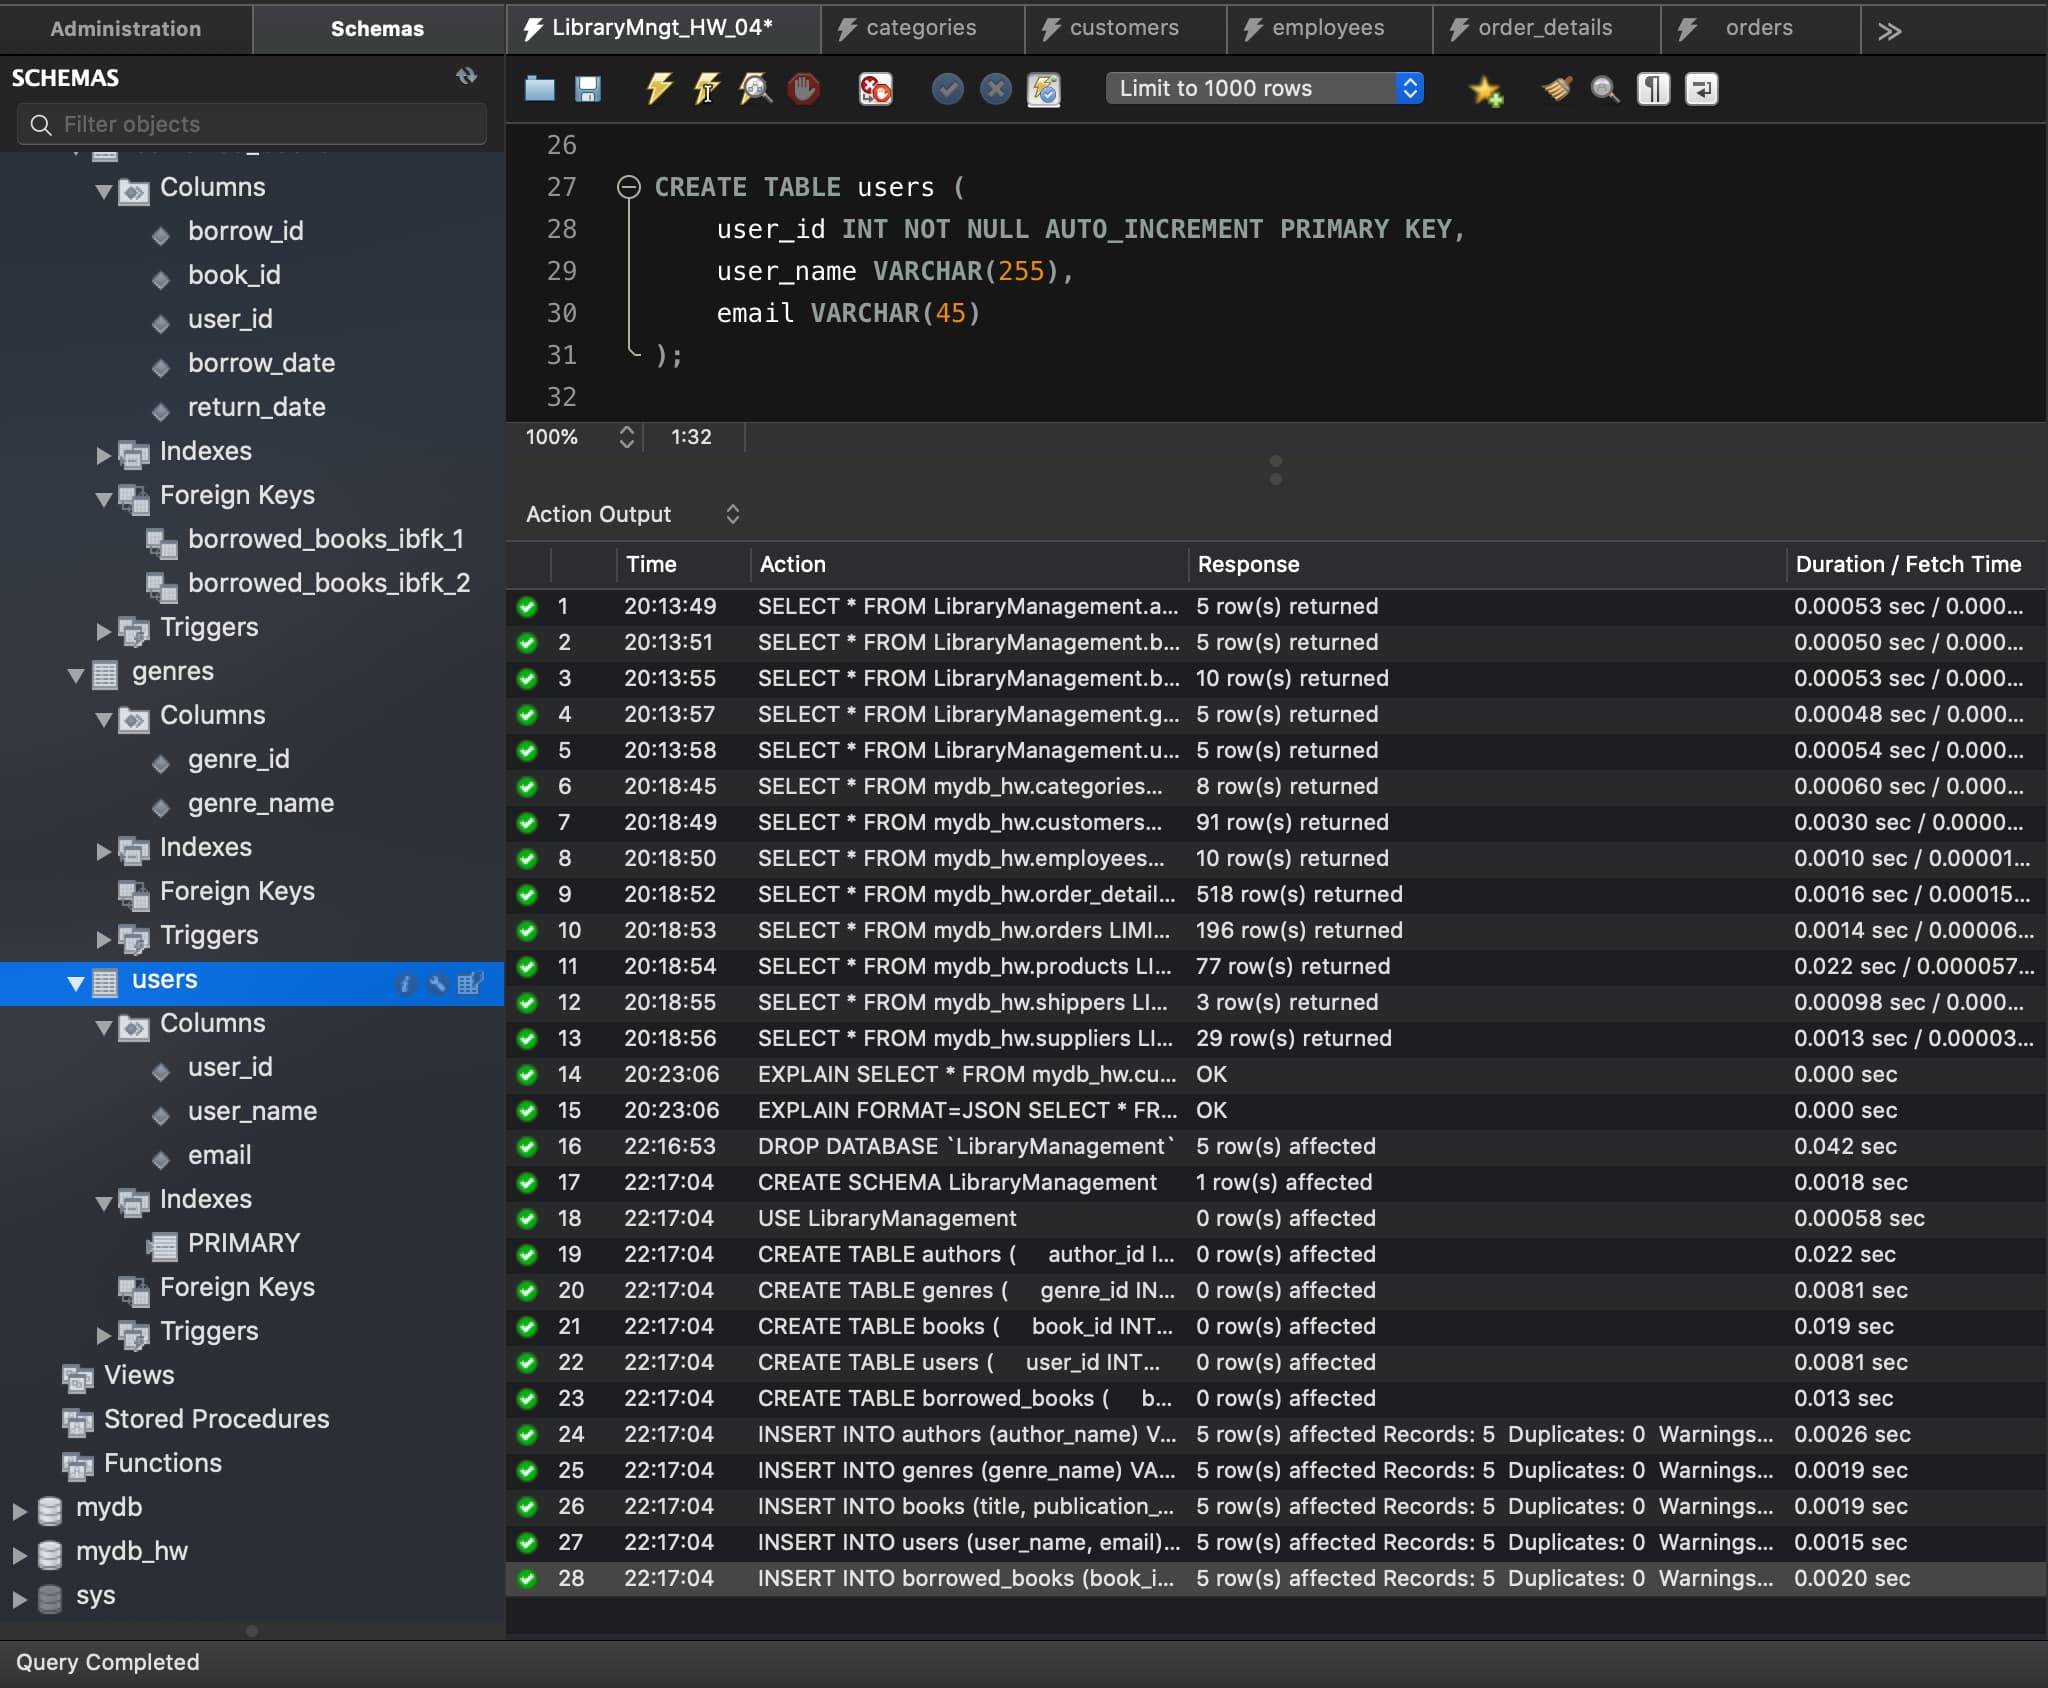 Administration
Schemas
LibraryMngt_HW_04*
categories
customers
employees
order_details
orders
SCHEMAS
Filter objects
Columns
borrow_id
book_id
user_id
borrow_date
return_date
Indexes
Foreign Keys
borrowed_books_ibfk_1
borrowed_books_ibfk_2
Triggers
genres
Columns
genre_id
genre_name
Indexes
Foreign Keys
Triggers
users
Columns
user_id
user_name
email
Indexes
PRIMARY
Foreign Keys
Triggers
Views
Stored Procedures
Functions
mydb
mydb_hw
sys
Limit to 1000 rows
26
27 CREATE TABLE users (
28 user_id INT NOT NULL AUTO_INCREMENT PRIMARY KEY,
29 user_name VARCHAR(255),
30 email VARCHAR(45)
31 );
32
100% 1:32
Action Output
Time Action Response Duration / Fetch Time
1 20:13:49 SELECT * FROM LibraryManagement.a... 5 row(s) returned 0.00053 sec / 0.000...
2 20:13:51 SELECT * FROM LibraryManagement.b... 5 row(s) returned 0.00050 sec / 0.000...
3 20:13:55 SELECT * FROM LibraryManagement.b... 10 row(s) returned 0.00053 sec / 0.000...
4 20:13:57 SELECT * FROM LibraryManagement.g... 5 row(s) returned 0.00048 sec / 0.000...
5 20:13:58 SELECT * FROM LibraryManagement.u... 5 row(s) returned 0.00054 sec / 0.000...
6 20:18:45 SELECT * FROM mydb_hw.categories... 8 row(s) returned 0.00060 sec / 0.000...
7 20:18:49 SELECT * FROM mydb_hw.customers... 91 row(s) returned 0.0030 sec / 0.0000...
8 20:18:50 SELECT * FROM mydb_hw.employees... 10 row(s) returned 0.0010 sec / 0.00001...
9 20:18:52 SELECT * FROM mydb_hw.order_detail... 518 row(s) returned 0.0016 sec / 0.00015...
10 20:18:53 SELECT * FROM mydb_hw.orders LIMI... 196 row(s) returned 0.0014 sec / 0.00006...
11 20:18:54 SELECT * FROM mydb_hw.products LI... 77 row(s) returned 0.022 sec / 0.000057...
12 20:18:55 SELECT * FROM mydb_hw.shippers LI... 3 row(s) returned 0.00098 sec / 0.000...
13 20:18:56 SELECT * FROM mydb_hw.suppliers LI... 29 row(s) returned 0.0013 sec / 0.00003...
14 20:23:06 EXPLAIN SELECT * FROM mydb_hw.cu... OK 0.000 sec
15 20:23:06 EXPLAIN FORMAT=JSON SELECT * FR... OK 0.000 sec
16 22:16:53 DROP DATABASE `LibraryManagement` 5 row(s) affected 0.042 sec
17 22:17:04 CREATE SCHEMA LibraryManagement 1 row(s) affected 0.0018 sec
18 22:17:04 USE LibraryManagement 0 row(s) affected 0.00058 sec
19 22:17:04 CREATE TABLE authors ( author_id I... 0 row(s) affected 0.022 sec
20 22:17:04 CREATE TABLE genres ( genre_id IN... 0 row(s) affected 0.0081 sec
21 22:17:04 CREATE TABLE books ( book_id INT... 0 row(s) affected 0.019 sec
22 22:17:04 CREATE TABLE users ( user_id INT... 0 row(s) affected 0.0081 sec
23 22:17:04 CREATE TABLE borrowed_books ( b... 0 row(s) affected 0.013 sec
24 22:17:04 INSERT INTO authors (author_name) V... 5 row(s) affected Records: 5 Duplicates: 0 Warnings... 0.0026 sec
25 22:17:04 INSERT INTO genres (genre_name) VA... 5 row(s) affected Records: 5 Duplicates: 0 Warnings... 0.0019 sec
26 22:17:04 INSERT INTO books (title, publication_... 5 row(s) affected Records: 5 Duplicates: 0 Warnings... 0.0019 sec
27 22:17:04 INSERT INTO users (user_name, email)... 5 row(s) affected Records: 5 Duplicates: 0 Warnings... 0.0015 sec
28 22:17:04 INSERT INTO borrowed_books (book_i... 5 row(s) affected Records: 5 Duplicates: 0 Warnings... 0.0020 sec
Query Completed